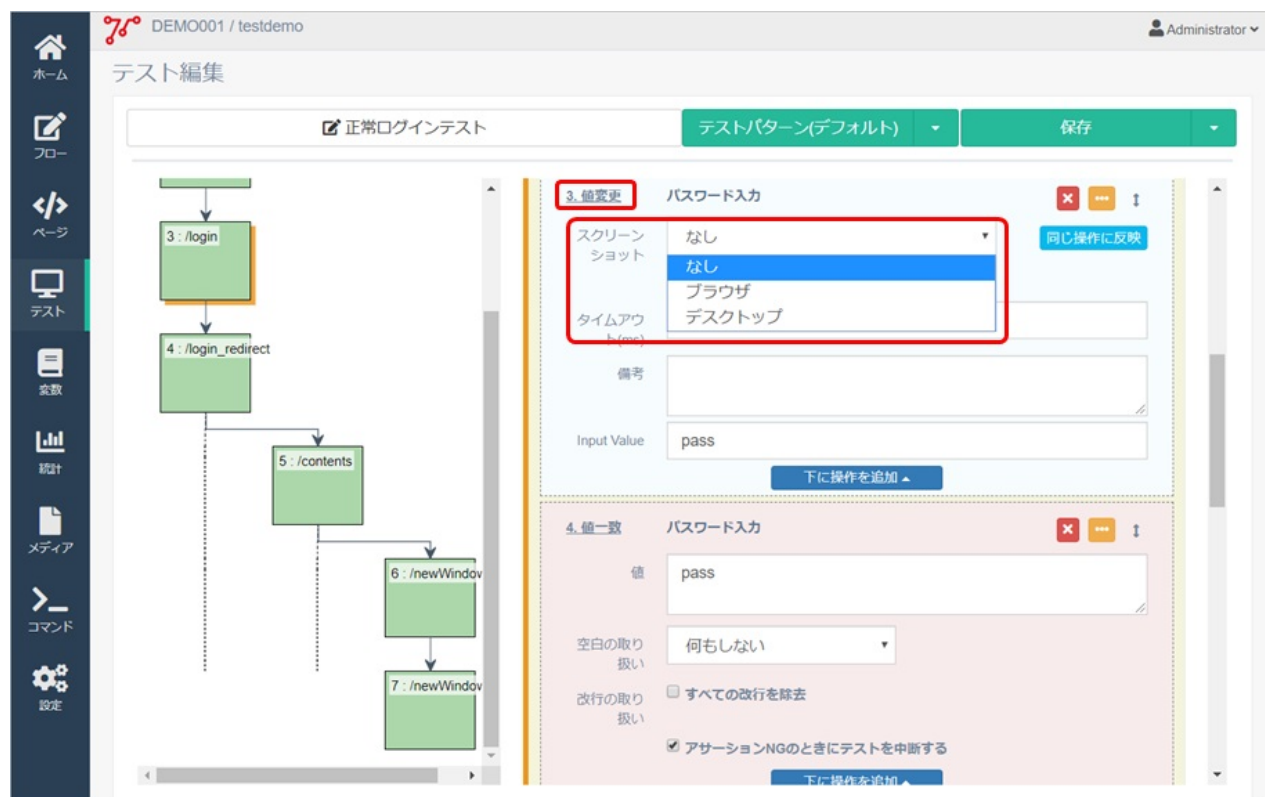 DEMO001 / testdemo
Administrator
ホーム
フロー
ページ
テスト
変数
統計
メディア
コマンド
設定
テスト編集
正常ログインテスト
テストパターン(デフォルト)
保存
3 : /login
4 : /login_redirect
5 : /contents
6 : /newWindow
7 : /newWindow
3. 値変更
パスワード入力
スクリーン
ショット
なし
同じ操作に反映
なし
ブラウザ
デスクトップ
タイムアウ
ト(ms)
備考
Input Value
pass
下に操作を追加
4. 値一致
パスワード入力
値
pass
空白の取り
扱い
何もしない
改行の取り
扱い
すべての改行を除去
アサーションNGのときにテストを中断する
下に操作を追加